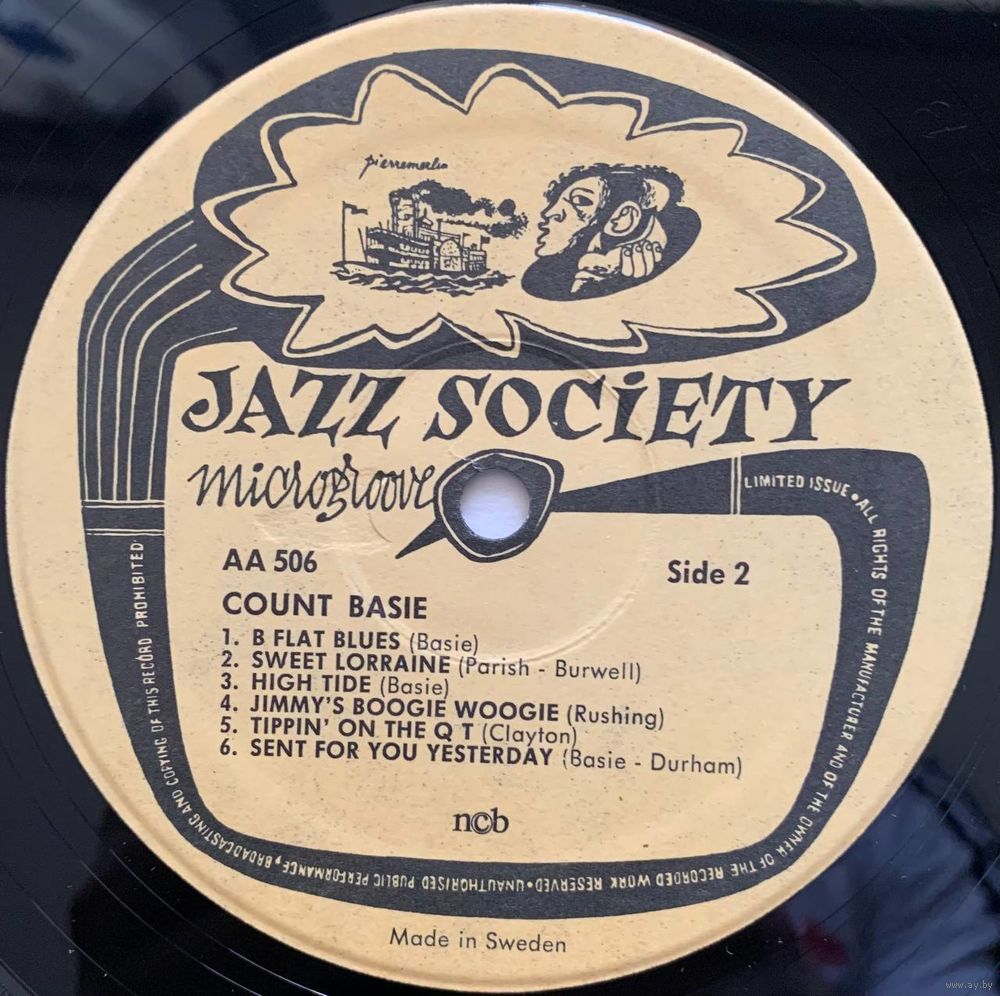 pierremerlin
JAZZ SOCiETY
microgroove
AA 506
Side 2
COUNT BASIE
1. B FLAT BLUES (Basie)
2. SWEET LORRAINE (Parish - Burwell)
3. HIGH TIDE (Basie)
4. JIMMY'S BOOGIE WOOGIE (Rushing)
5. TIPPIN' ON THE Q T (Clayton)
6. SENT FOR YOU YESTERDAY (Basie - Durham)
ncb
LIMITED ISSUE • ALL RIGHTS OF THE MANUFACTURER AND OF THE OWNER OF THE RECORDED WORK RESERVED • UNAUTHORISED PUBLIC PERFORMANCE, BROADCASTING AND COPYING OF THIS RECORD PROHIBITED
Made in Sweden
www.ay.by